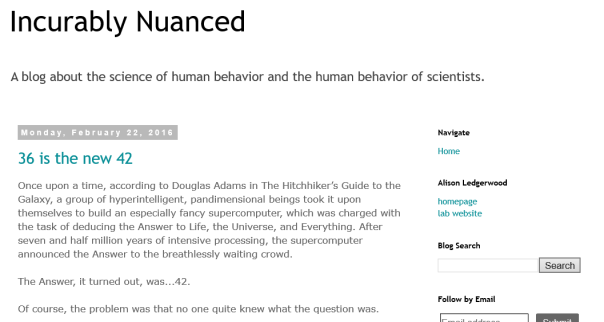 Incurably Nuanced
A blog about the science of human behavior and the human behavior of scientists.
Monday, February 22, 2016
36 is the new 42
Once upon a time, according to Douglas Adams in The Hitchhiker's Guide to the
Galaxy, a group of hyperintelligent, pandimensional beings took it upon
themselves to build an especially fancy supercomputer, which was charged with
the task of deducing the Answer to Life, the Universe, and Everything. After
seven and half million years of intensive processing, the supercomputer
announced the Answer to the breathlessly waiting crowd.
The Answer, it turned out, was...42.
Of course, the problem was that no one quite knew what the question was.
Navigate
Home
Alison Ledgerwood
homepage
lab website
Blog Search
Search
Follow by Email
Email address...
Submit